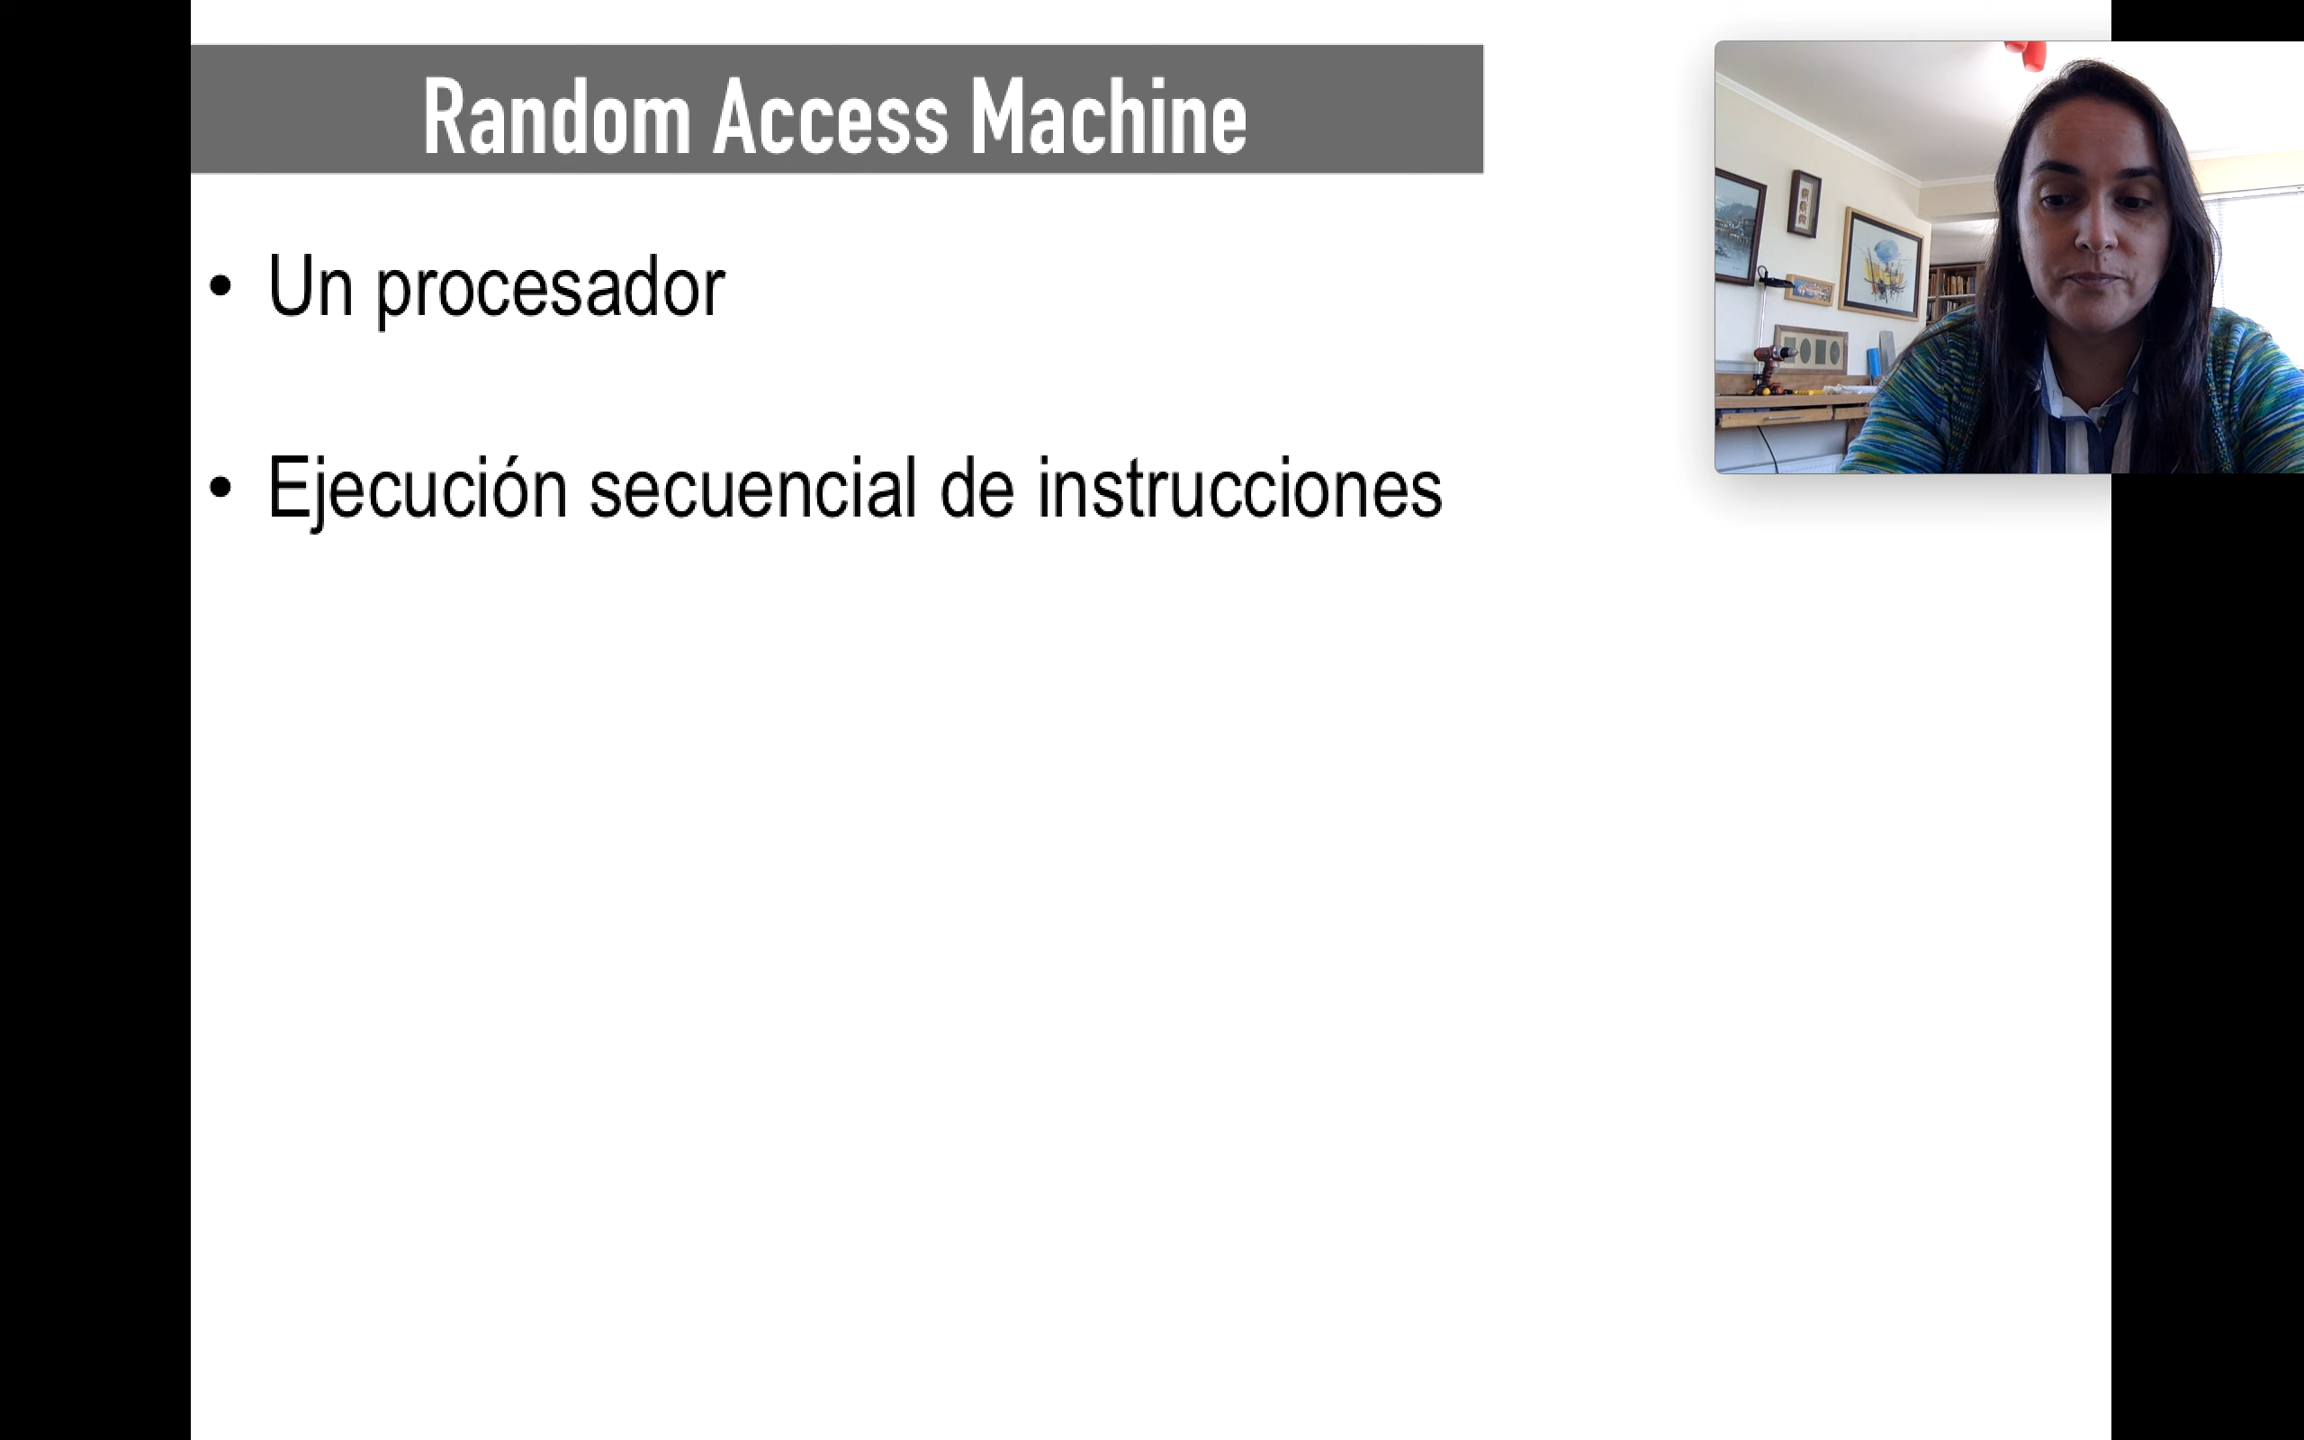 Random Access Machine
• Un procesador
• Ejecución secuencial de instrucciones